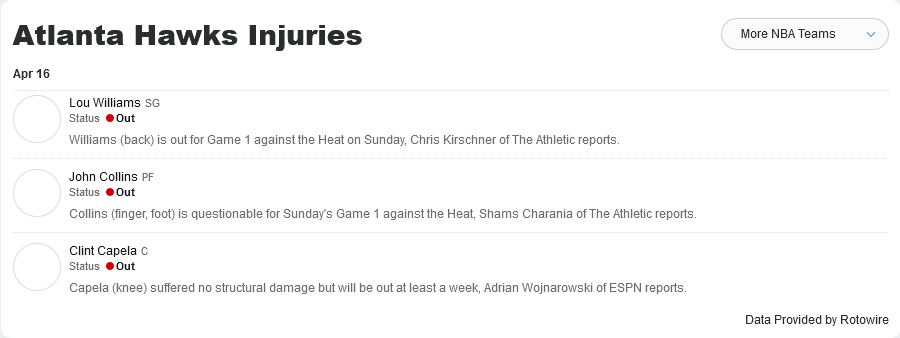 Atlanta Hawks Injuries
More NBA Teams
Apr 16
Lou Williams SG
Status Out
Williams (back) is out for Game 1 against the Heat on Sunday, Chris Kirschner of The Athletic reports.
John Collins PF
Status Out
Collins (finger, foot) is questionable for Sunday's Game 1 against the Heat, Shams Charania of The Athletic reports.
Clint Capela C
Status Out
Capela (knee) suffered no structural damage but will be out at least a week, Adrian Wojnarowski of ESPN reports.
Data Provided by Rotowire